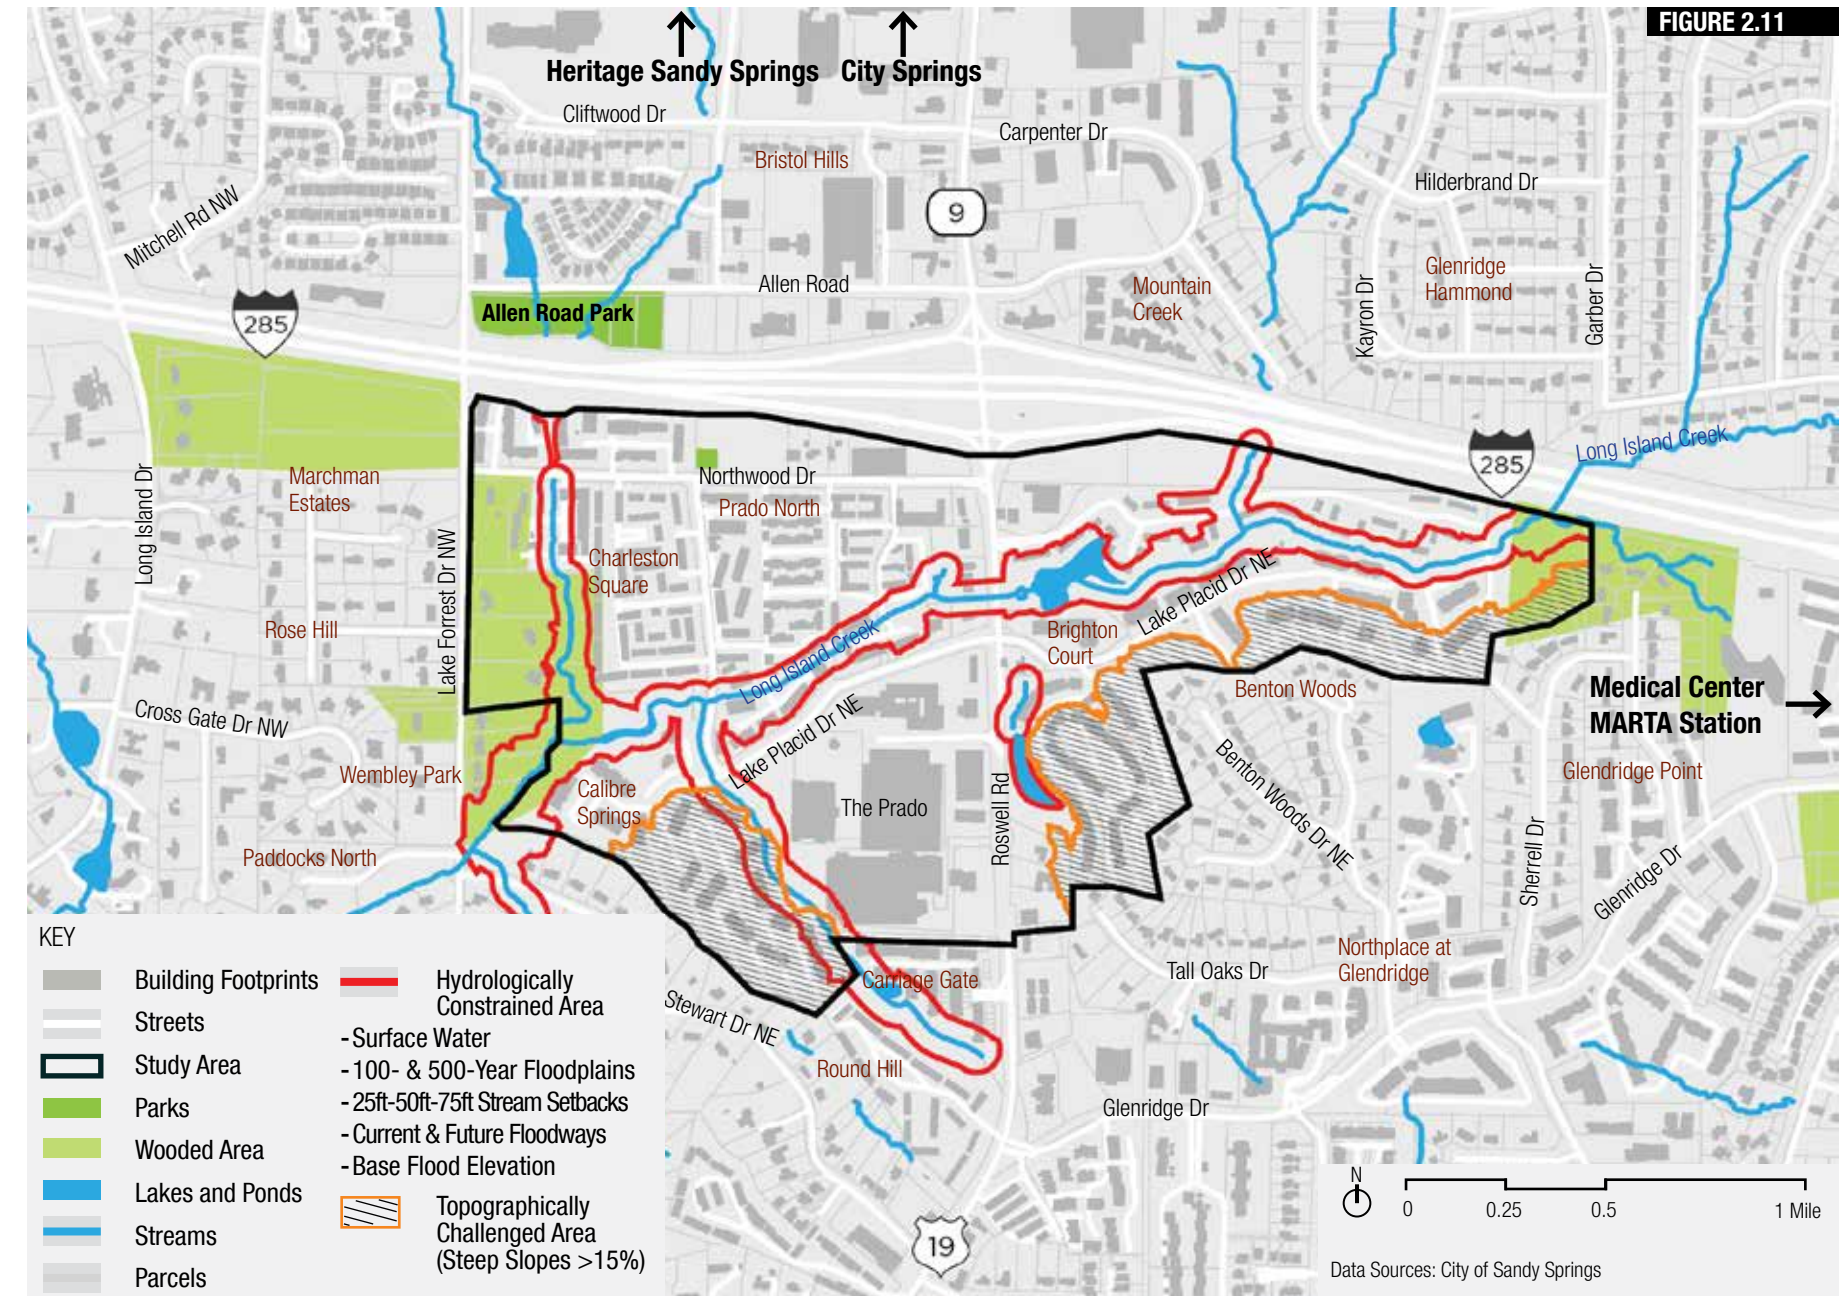 FIGURE 2.11
Heritage Sandy Springs
City Springs
Cliftwood Dr
Carpenter Dr
Bristol Hills
Hilderbrand Dr
9
Mitchell Rd NW
Allen Road
Mountain
Creek
Glenridge
Hammond
Kayron Dr
Garber Dr
285
Allen Road Park
Long Island Creek
285
Long Island Dr
Marchman
Estates
Northwood Dr
Prado North
Lake Forrest Dr NW
Charleston
Square
Rose Hill
Long Island Creek
Lake Placid Dr NE
Brighton
Court
Benton Woods
Medical Center
MARTA Station
Cross Gate Dr NW
Lake Placid Dr NE
Wembley Park
Calibre
Springs
The Prado
Roswell Rd
Benton Woods Dr NE
Glendridge Point
Sherrell Dr
Glenridge Dr
Paddocks North
Northplace at
Glendridge
Tall Oaks Dr
Carriage Gate
Stewart Dr NE
Round Hill
Glenridge Dr
19
KEY
Building Footprints
Streets
Study Area
Parks
Wooded Area
Lakes and Ponds
Streams
Parcels
Hydrologically
Constrained Area
- Surface Water
- 100- & 500-Year Floodplains
- 25ft-50ft-75ft Stream Setbacks
- Current & Future Floodways
- Base Flood Elevation
Topographically
Challenged Area
(Steep Slopes >15%)
N
0 0.25 0.5 1 Mile
Data Sources: City of Sandy Springs